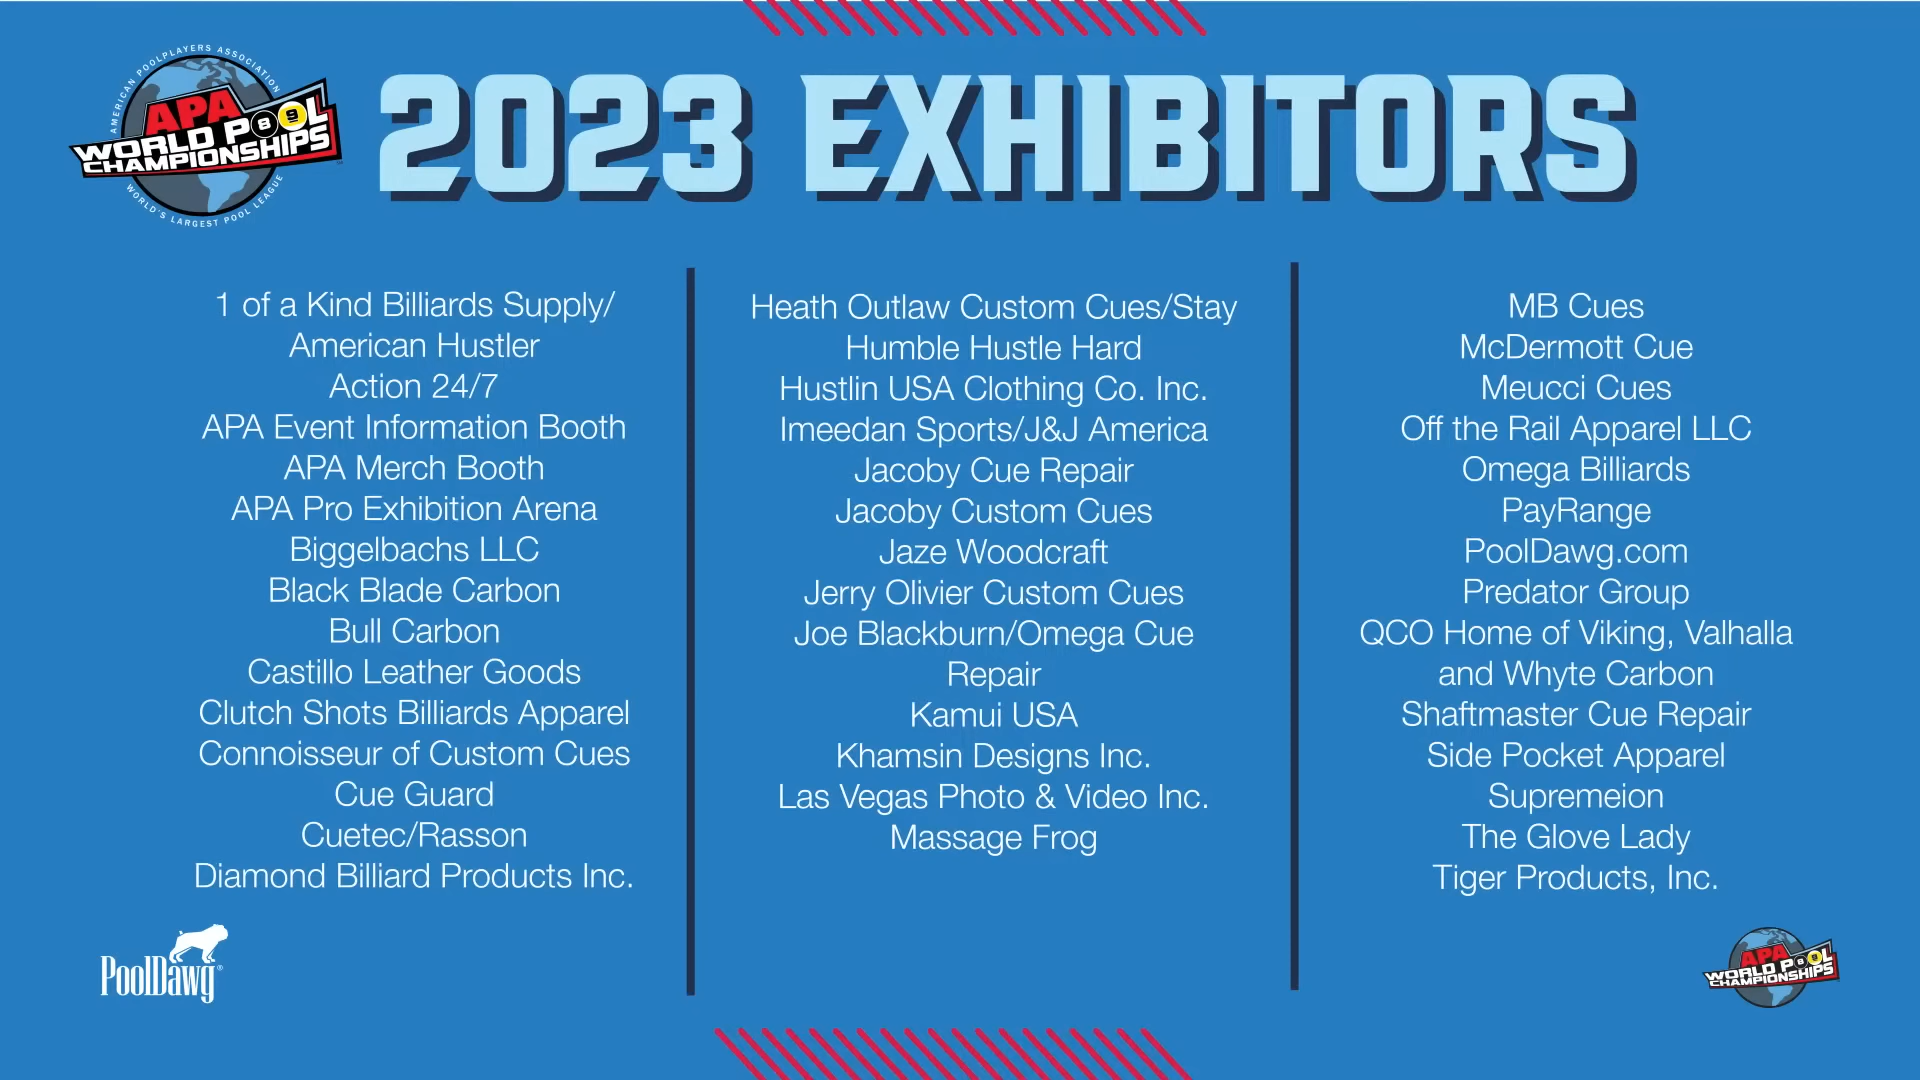 AMERICAN POOLPLAYERS ASSOCIATION
APA
WORLD POOL
CHAMPIONSHIPS
WORLD'S LARGEST POOL LEAGUE
2023 EXHIBITORS
1 of a Kind Billiards Supply/
American Hustler
Action 24/7
APA Event Information Booth
APA Merch Booth
APA Pro Exhibition Arena
Biggelbachs LLC
Black Blade Carbon
Bull Carbon
Castillo Leather Goods
Clutch Shots Billiards Apparel
Connoisseur of Custom Cues
Cue Guard
Cuetec/Rasson
Diamond Billiard Products Inc.
Heath Outlaw Custom Cues/Stay
Humble Hustle Hard
Hustlin USA Clothing Co. Inc.
Imeedan Sports/J&J America
Jacoby Cue Repair
Jacoby Custom Cues
Jaze Woodcraft
Jerry Olivier Custom Cues
Joe Blackburn/Omega Cue
Repair
Kamui USA
Khamsin Designs Inc.
Las Vegas Photo & Video Inc.
Massage Frog
MB Cues
McDermott Cue
Meucci Cues
Off the Rail Apparel LLC
Omega Billiards
PayRange
PoolDawg.com
Predator Group
QCO Home of Viking, Valhalla
and Whyte Carbon
Shaftmaster Cue Repair
Side Pocket Apparel
Supremeion
The Glove Lady
Tiger Products, Inc.
PoolDawg®
APA
WORLD POOL
CHAMPIONSHIPS